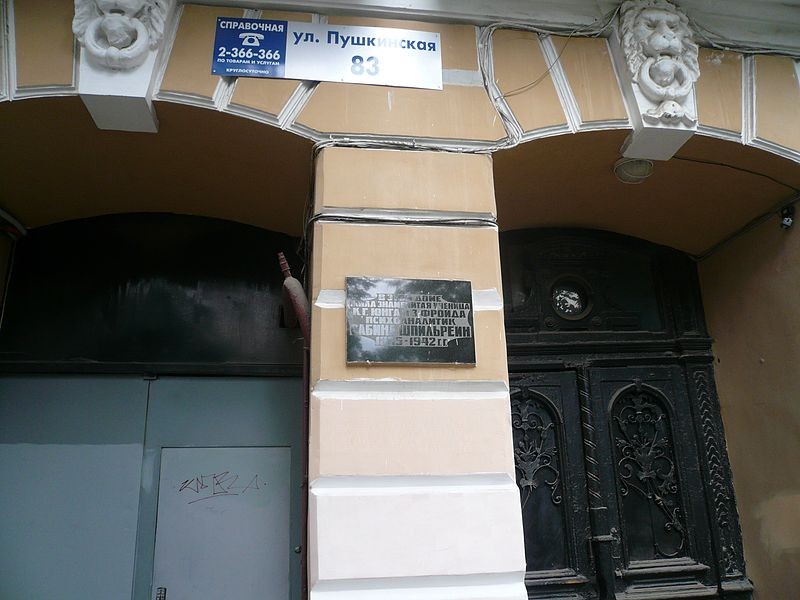 СПРАВОЧНАЯ
2-366-366
ПО ТОВАРАМ И УСЛУГАМ
КРУГЛОСУТОЧНО
ул. Пушкинская
83
В ЭТОМ ДОМЕ
ЖИЛА ЗНАМЕНИТАЯ УЧЕНИЦА
К.Г. ЮНГА И З. ФРОЙДА
ПСИХОАНАЛИТИК
САБИНА ШПИЛЬРЕЙН
1885-1942 г.г.